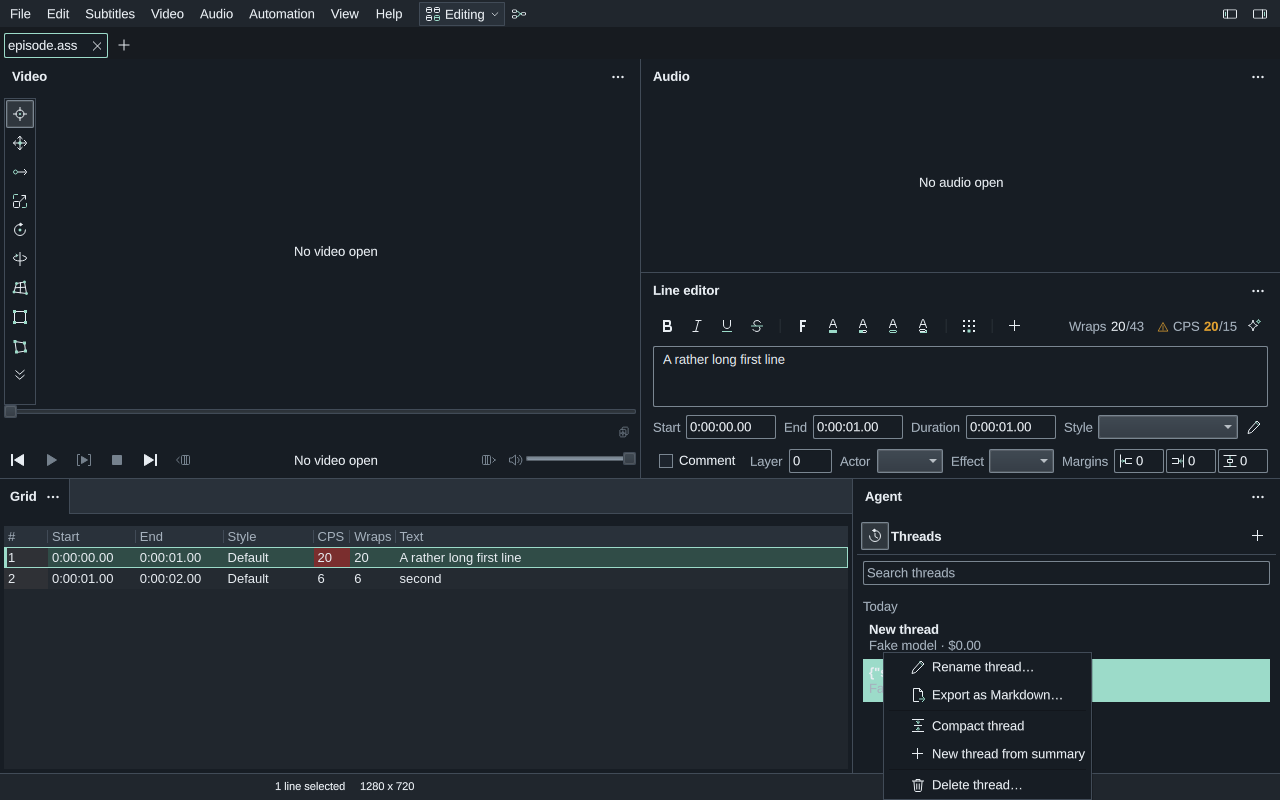 File Edit Subtitles Video Audio Automation View Help Editing
episode.ass
Video
Audio
No video open
No audio open
Line editor
B I U S F A A A A Wraps 20/43 CPS 20/15
A rather long first line
Start 0:00:00.00 End 0:00:01.00 Duration 0:00:01.00 Style
No video open
Comment Layer 0 Actor Effect Margins 0 0 0
Grid
Agent
Threads
# Start End Style CPS Wraps Text
1 0:00:00.00 0:00:01.00 Default 20 20 A rather long first line
2 0:00:01.00 0:00:02.00 Default 6 6 second
Search threads
Today
New thread
Fake model · $0.00
Rename thread…
Export as Markdown…
Compact thread
New thread from summary
Delete thread…
1 line selected 1280 x 720